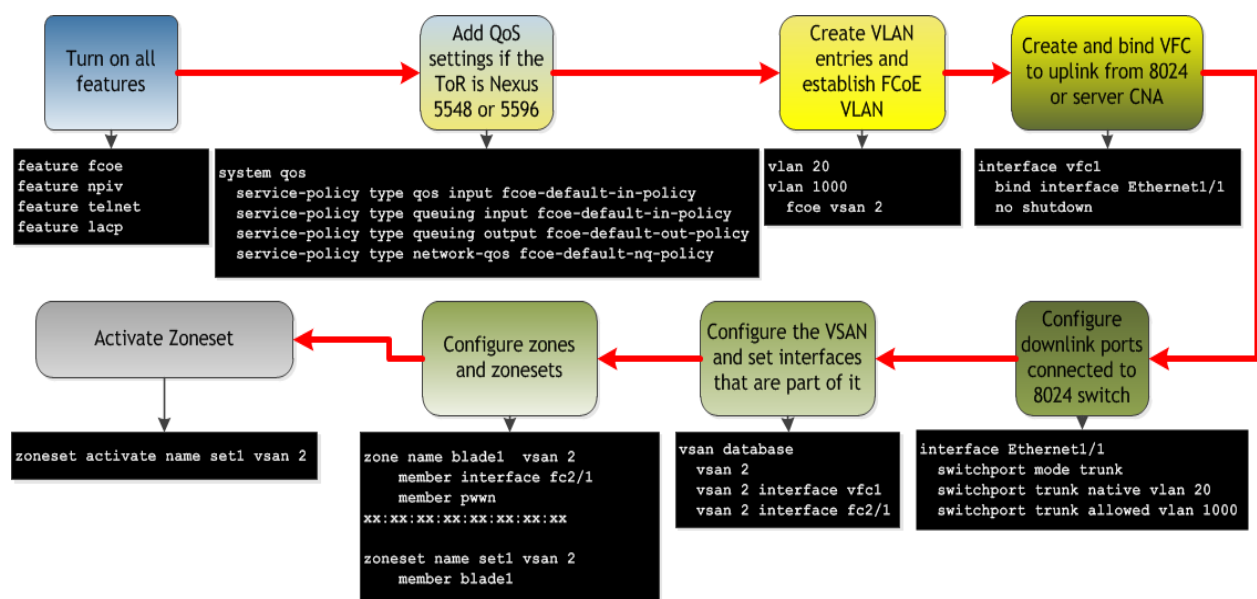 Turn on all
features
feature fcoe
feature npiv
feature telnet
feature lacp
Add QoS
settings if the
ToR is Nexus
5548 or 5596
system qos
service-policy type qos input fcoe-default-in-policy
service-policy type queuing input fcoe-default-in-policy
service-policy type queuing output fcoe-default-out-policy
service-policy type network-qos fcoe-default-nq-policy
Create VLAN
entries and
establish FCoE
VLAN
vlan 20
vlan 1000
fcoe vsan 2
Create and bind VFC
to uplink from 8024
or server CNA
interface vfc1
bind interface Ethernet1/1
no shutdown
Configure
downlink ports
connected to
8024 switch
interface Ethernet1/1
switchport mode trunk
switchport trunk native vlan 20
switchport trunk allowed vlan 1000
Configure the VSAN
and set interfaces
that are part of it
vsan database
vsan 2
vsan 2 interface vfc1
vsan 2 interface fc2/1
Configure zones
and zonesets
zone name blade1 vsan 2
member interface fc2/1
member pwwn
xx:xx:xx:xx:xx:xx:xx:xx
zoneset name set1 vsan 2
member blade1
Activate Zoneset
zoneset activate name set1 vsan 2